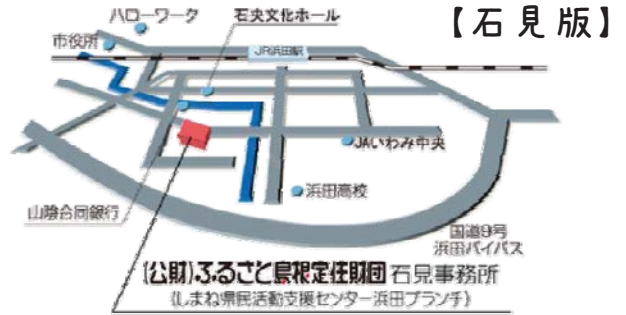 【石見版】
ハローワーク
石央文化ホール
市役所
JR浜田駅
JAいわみ中央
浜田高校
山陰合同銀行
国道9号
浜田バイパス
(公財)ふるさと島根定住財団 石見事務所
(しまね県民活動支援センター浜田ブランチ)